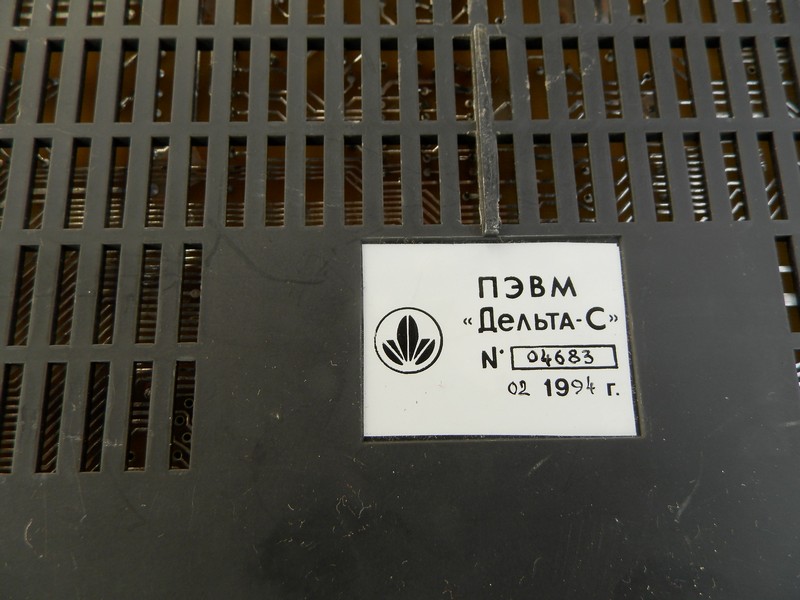 ПЭВМ
«Дельта-С»
N° 04683
02 1994 г.